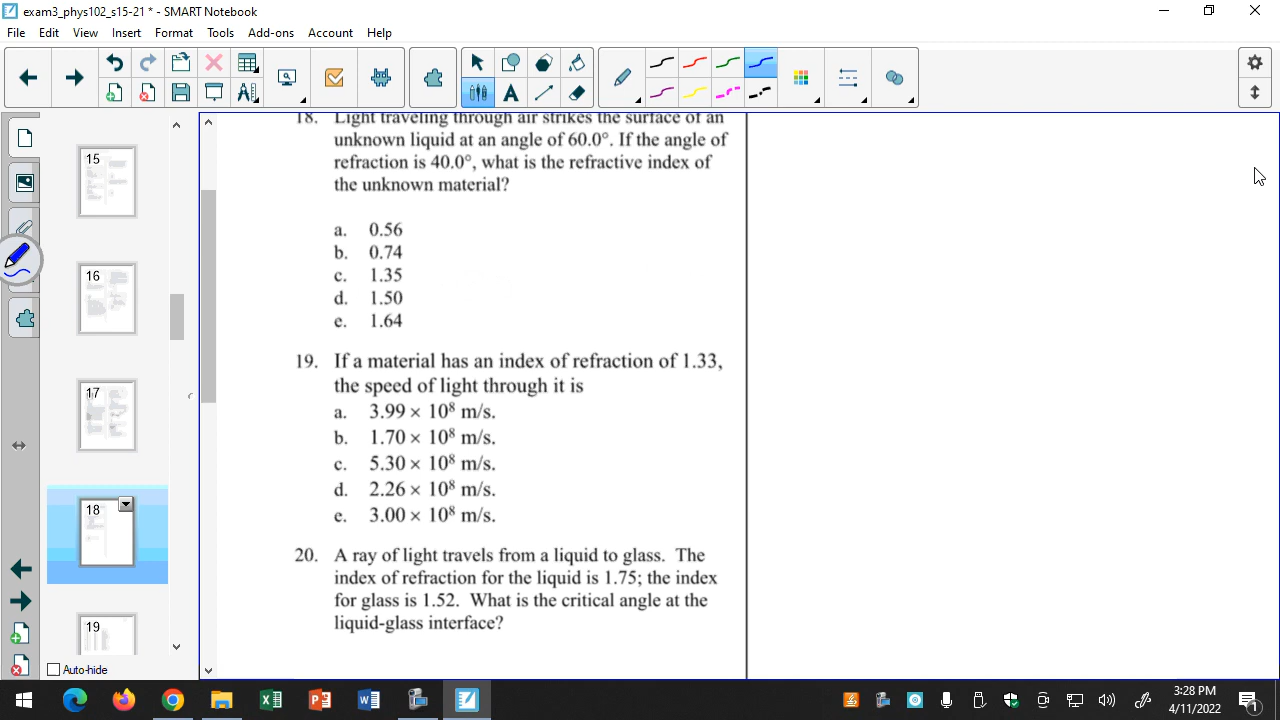 exam3_phys102_s15-21 * - SMART Notebook
File Edit View Insert Format Tools Add-ons Account Help
15
16
17
18
19
Auto-hide
18. Light traveling through air strikes the surface of an
unknown liquid at an angle of 60.0°. If the angle of
refraction is 40.0°, what is the refractive index of
the unknown material?
a. 0.56
b. 0.74
c. 1.35
d. 1.50
e. 1.64
19. If a material has an index of refraction of 1.33,
the speed of light through it is
a. 3.99 × 10⁸ m/s.
b. 1.70 × 10⁸ m/s.
c. 5.30 × 10⁸ m/s.
d. 2.26 × 10⁸ m/s.
e. 3.00 × 10⁸ m/s.
20. A ray of light travels from a liquid to glass. The
index of refraction for the liquid is 1.75; the index
for glass is 1.52. What is the critical angle at the
liquid-glass interface?
3:28 PM
4/11/2022